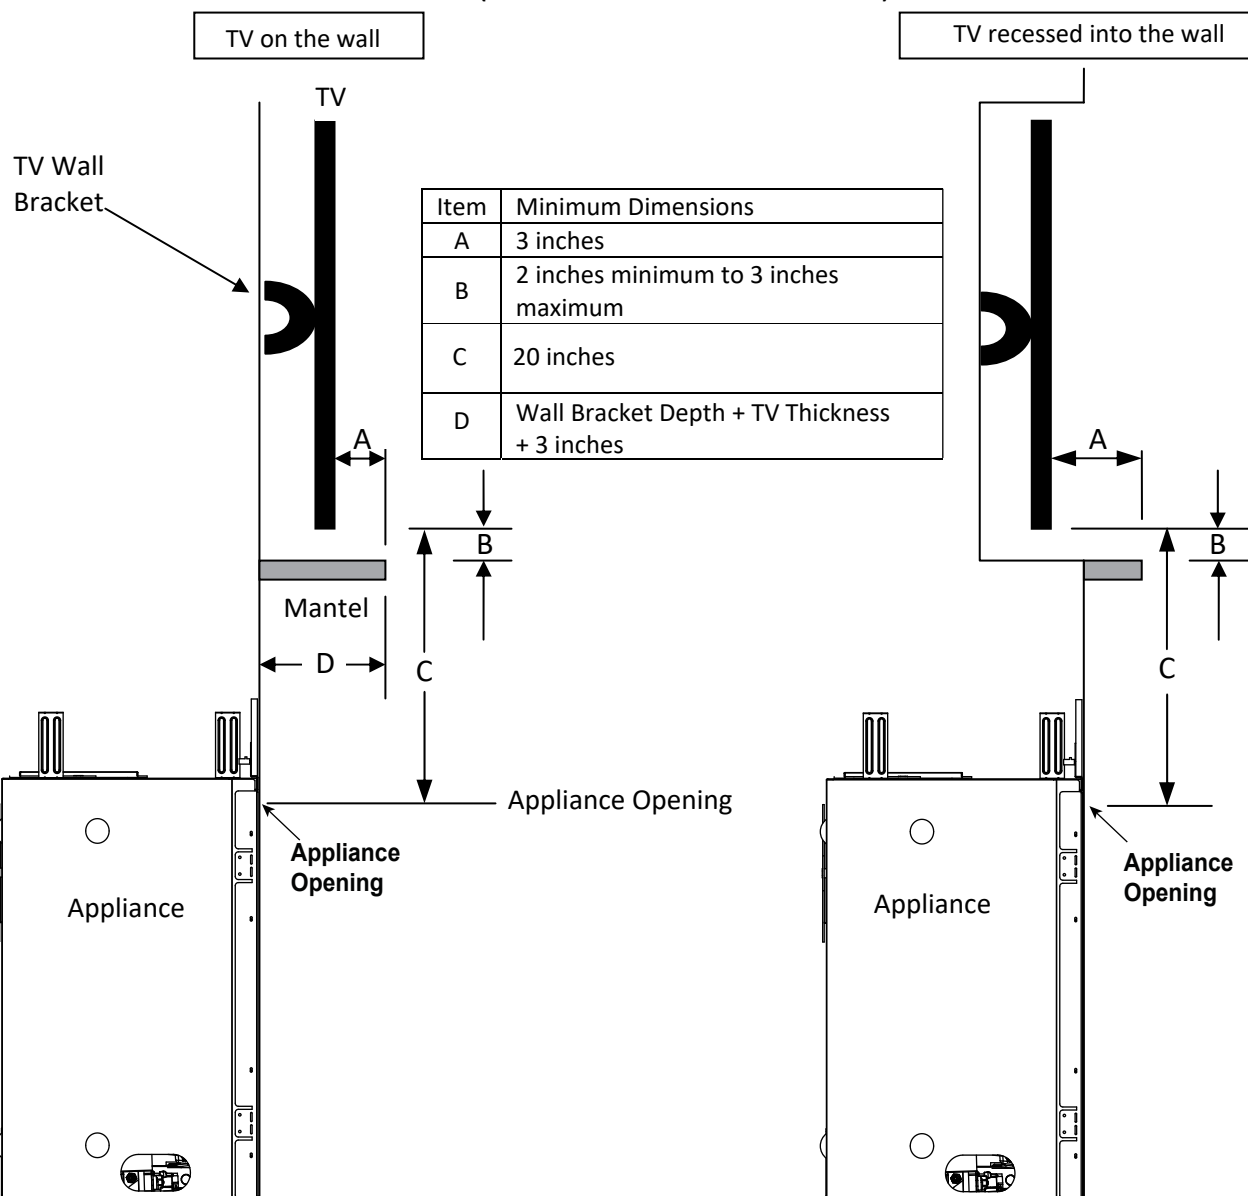 TV on the wall
TV recessed into the wall
TV
TV Wall
Bracket
Item Minimum Dimensions
A 3 inches
B 2 inches minimum to 3 inches
maximum
C 20 inches
D Wall Bracket Depth + TV Thickness
+ 3 inches
A
A
B
B
Mantel
D
C
C
Appliance Opening
Appliance
Opening
Appliance
Opening
Appliance
Appliance